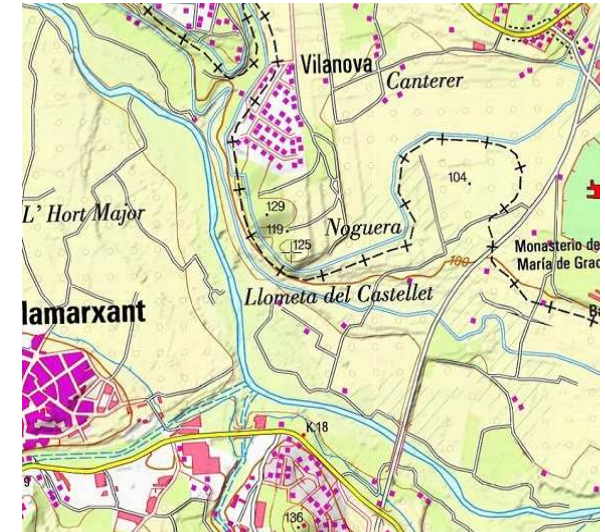 Vilanova
Canterer
104
129
L' Hort Major
119
Noguera
125
Monasterio de
María de Grac
100
Llometa del Castellet
lamarxant
K.18
9
136